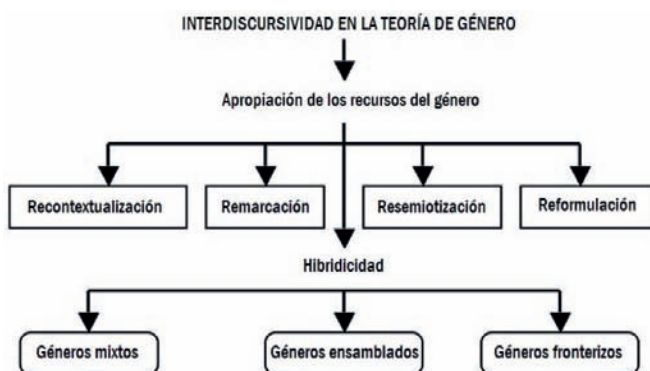 INTERDISCURSIVIDAD EN LA TEORÍA DE GÉNERO
Apropiación de los recursos del género
Recontextualización
Remarcación
Resemiotización
Reformulación
Hibridicidad
Géneros mixtos
Géneros ensamblados
Géneros fronterizos